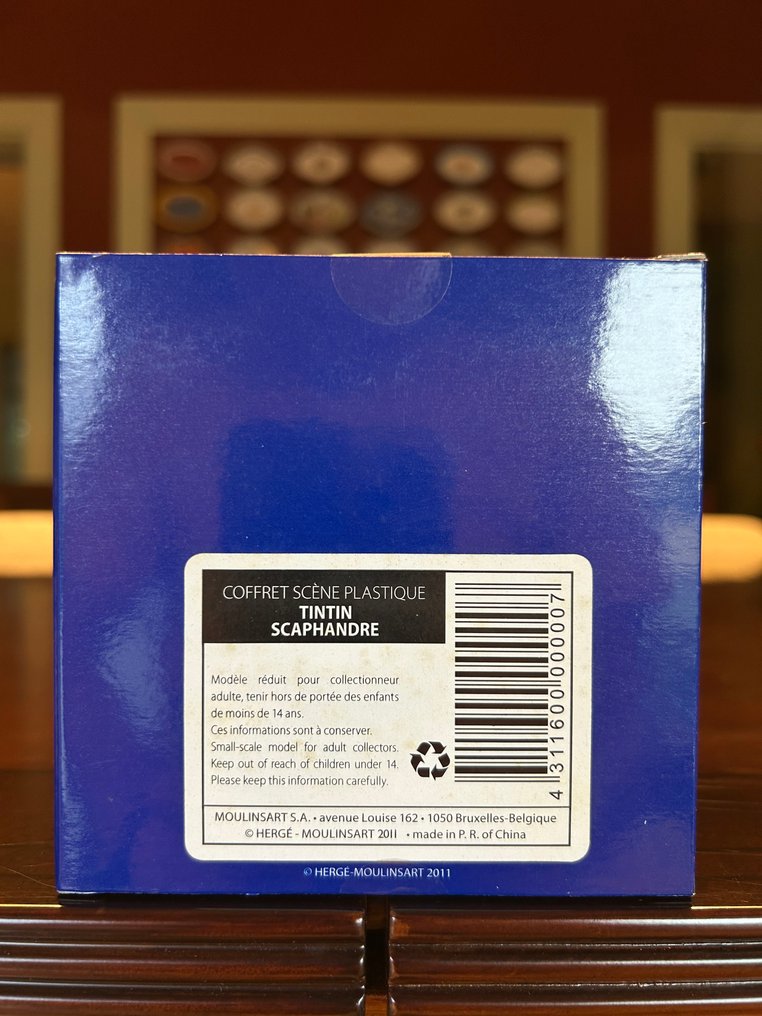 COFFRET SCÈNE PLASTIQUE
TINTIN
SCAPHANDRE
Modèle réduit pour collectionneur
adulte, tenir hors de portée des enfants
de moins de 14 ans.
Ces informations sont à conserver.
Small-scale model for adult collectors.
Keep out of reach of children under 14.
Please keep this information carefully.
4 311600 000007
MOULINSART S.A. • avenue Louise 162 • 1050 Bruxelles-Belgique
© HERGÉ - MOULINSART 2011 • made in P. R. of China
© HERGÉ-MOULINSART 2011